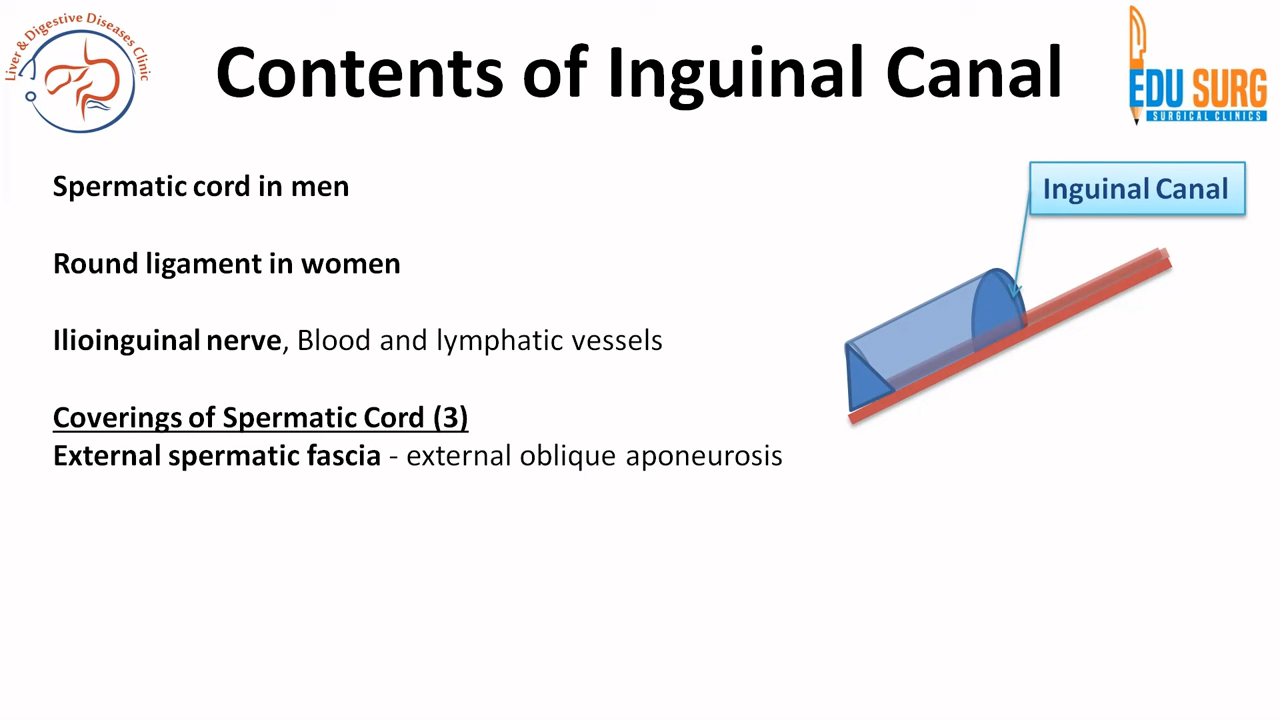 Liver & Digestive Diseases Clinic
Contents of Inguinal Canal
EDU SURG
SURGICAL CLINICS
Spermatic cord in men
Inguinal Canal
Round ligament in women
Ilioinguinal nerve, Blood and lymphatic vessels
Coverings of Spermatic Cord (3)
External spermatic fascia - external oblique aponeurosis